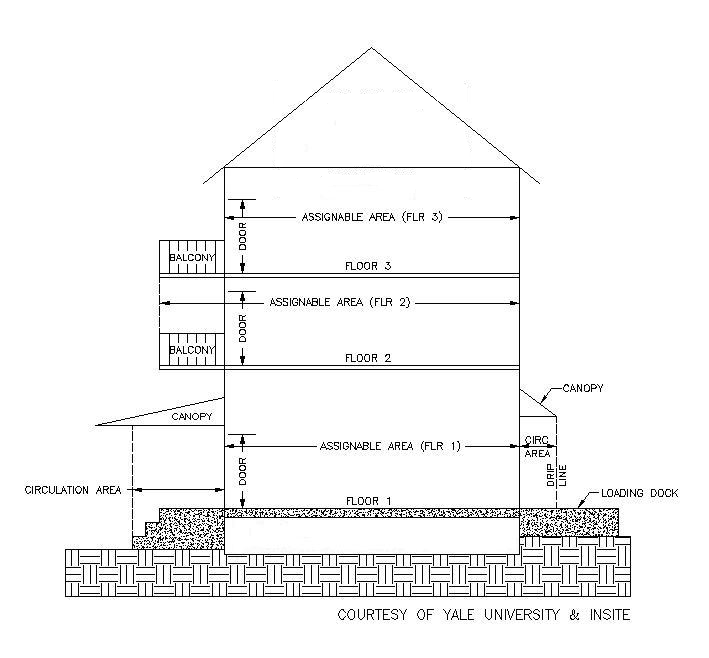 ASSIGNABLE AREA (FLR 3)
DOOR
BALCONY
FLOOR 3
ASSIGNABLE AREA (FLR 2)
DOOR
BALCONY
FLOOR 2
CANOPY
CANOPY
CIRC
AREA
ASSIGNABLE AREA (FLR 1)
DOOR
DRIP
LINE
CIRCULATION AREA
LOADING DOCK
FLOOR 1
COURTESY OF YALE UNIVERSITY & INSITE